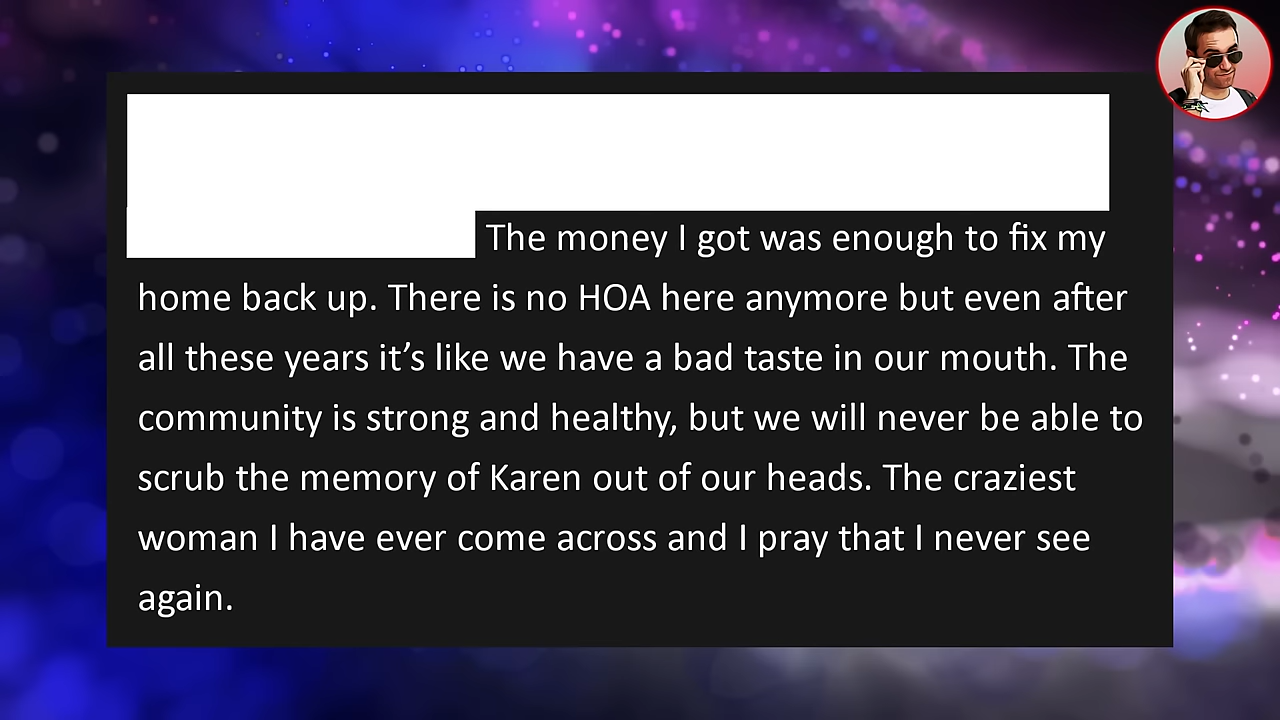 The money I got was enough to fix my
home back up. There is no HOA here anymore but even after
all these years it’s like we have a bad taste in our mouth. The
community is strong and healthy, but we will never be able to
scrub the memory of Karen out of our heads. The craziest
woman I have ever come across and I pray that I never see
again.